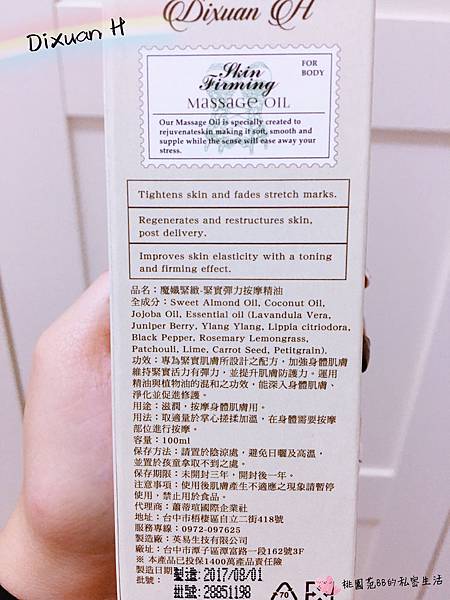 Dixuan H
Dixuan H
Skin
Firming
MASSAGE OIL
FOR
BODY
Our Massage Oil is specially created to
rejuvenateskin making it soft, smooth and
supple while the sense will ease away your
stress.
Tightens skin and fades stretch marks.
Regenerates and restructures skin,
post delivery.
Improves skin elasticity with a toning
and firming effect.
品名：魔孅緊緻-緊實彈力按摩精油
全成分：Sweet Almond Oil, Coconut Oil,
Jojoba Oil, Essential oil (Lavandula Vera,
Juniper Berry, Ylang Ylang, Lippia citriodora,
Black Pepper, Rosemary Lemongrass,
Patchouli, Lime, Carrot Seed, Petitgrain).
功效：專為緊實肌膚所設計之配方，加強身體肌膚
維持緊實活力有彈力，並提升肌膚防護力。運用
精油與植物油的混和之功效，能深入身體肌膚、
淨化並促進修護。
用途：滋潤，按摩身體肌膚用。
用法：取適量於掌心搓揉加溫，在身體需要按摩
部位進行按摩。
容量：100ml
保存方法：請置於陰涼處，避免日曬及高溫，
並置於孩童拿取不到之處。
保存期限：未開封三年，開封後一年。
注意事項：使用後肌膚產生不適應之現象請暫停
使用，禁止用於食品。
代理商：蕭蒂瑄國際企業社
地址：台中市梧棲區自立二街418號
服務專線：0972-097625
製造廠：英易生技有限公司
廠址：台中市潭子區潭富路一段162號3F
※ 本產品已投保1400萬產品責任險
製造日期 製造:2017/08/01
批號： 批號:28851198
70
桃園范BB的私密生活